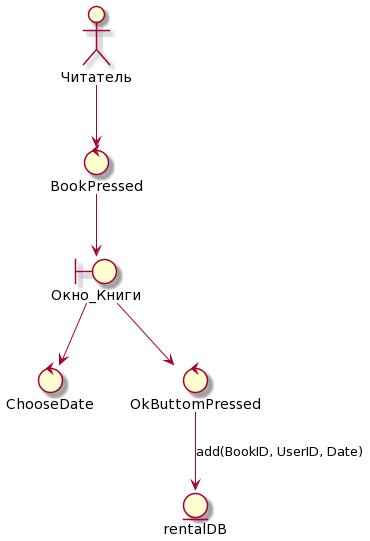 Читатель
BookPressed
Окно_Книги
ChooseDate
OkButtomPressed
add(BookID, UserID, Date)
rentalDB